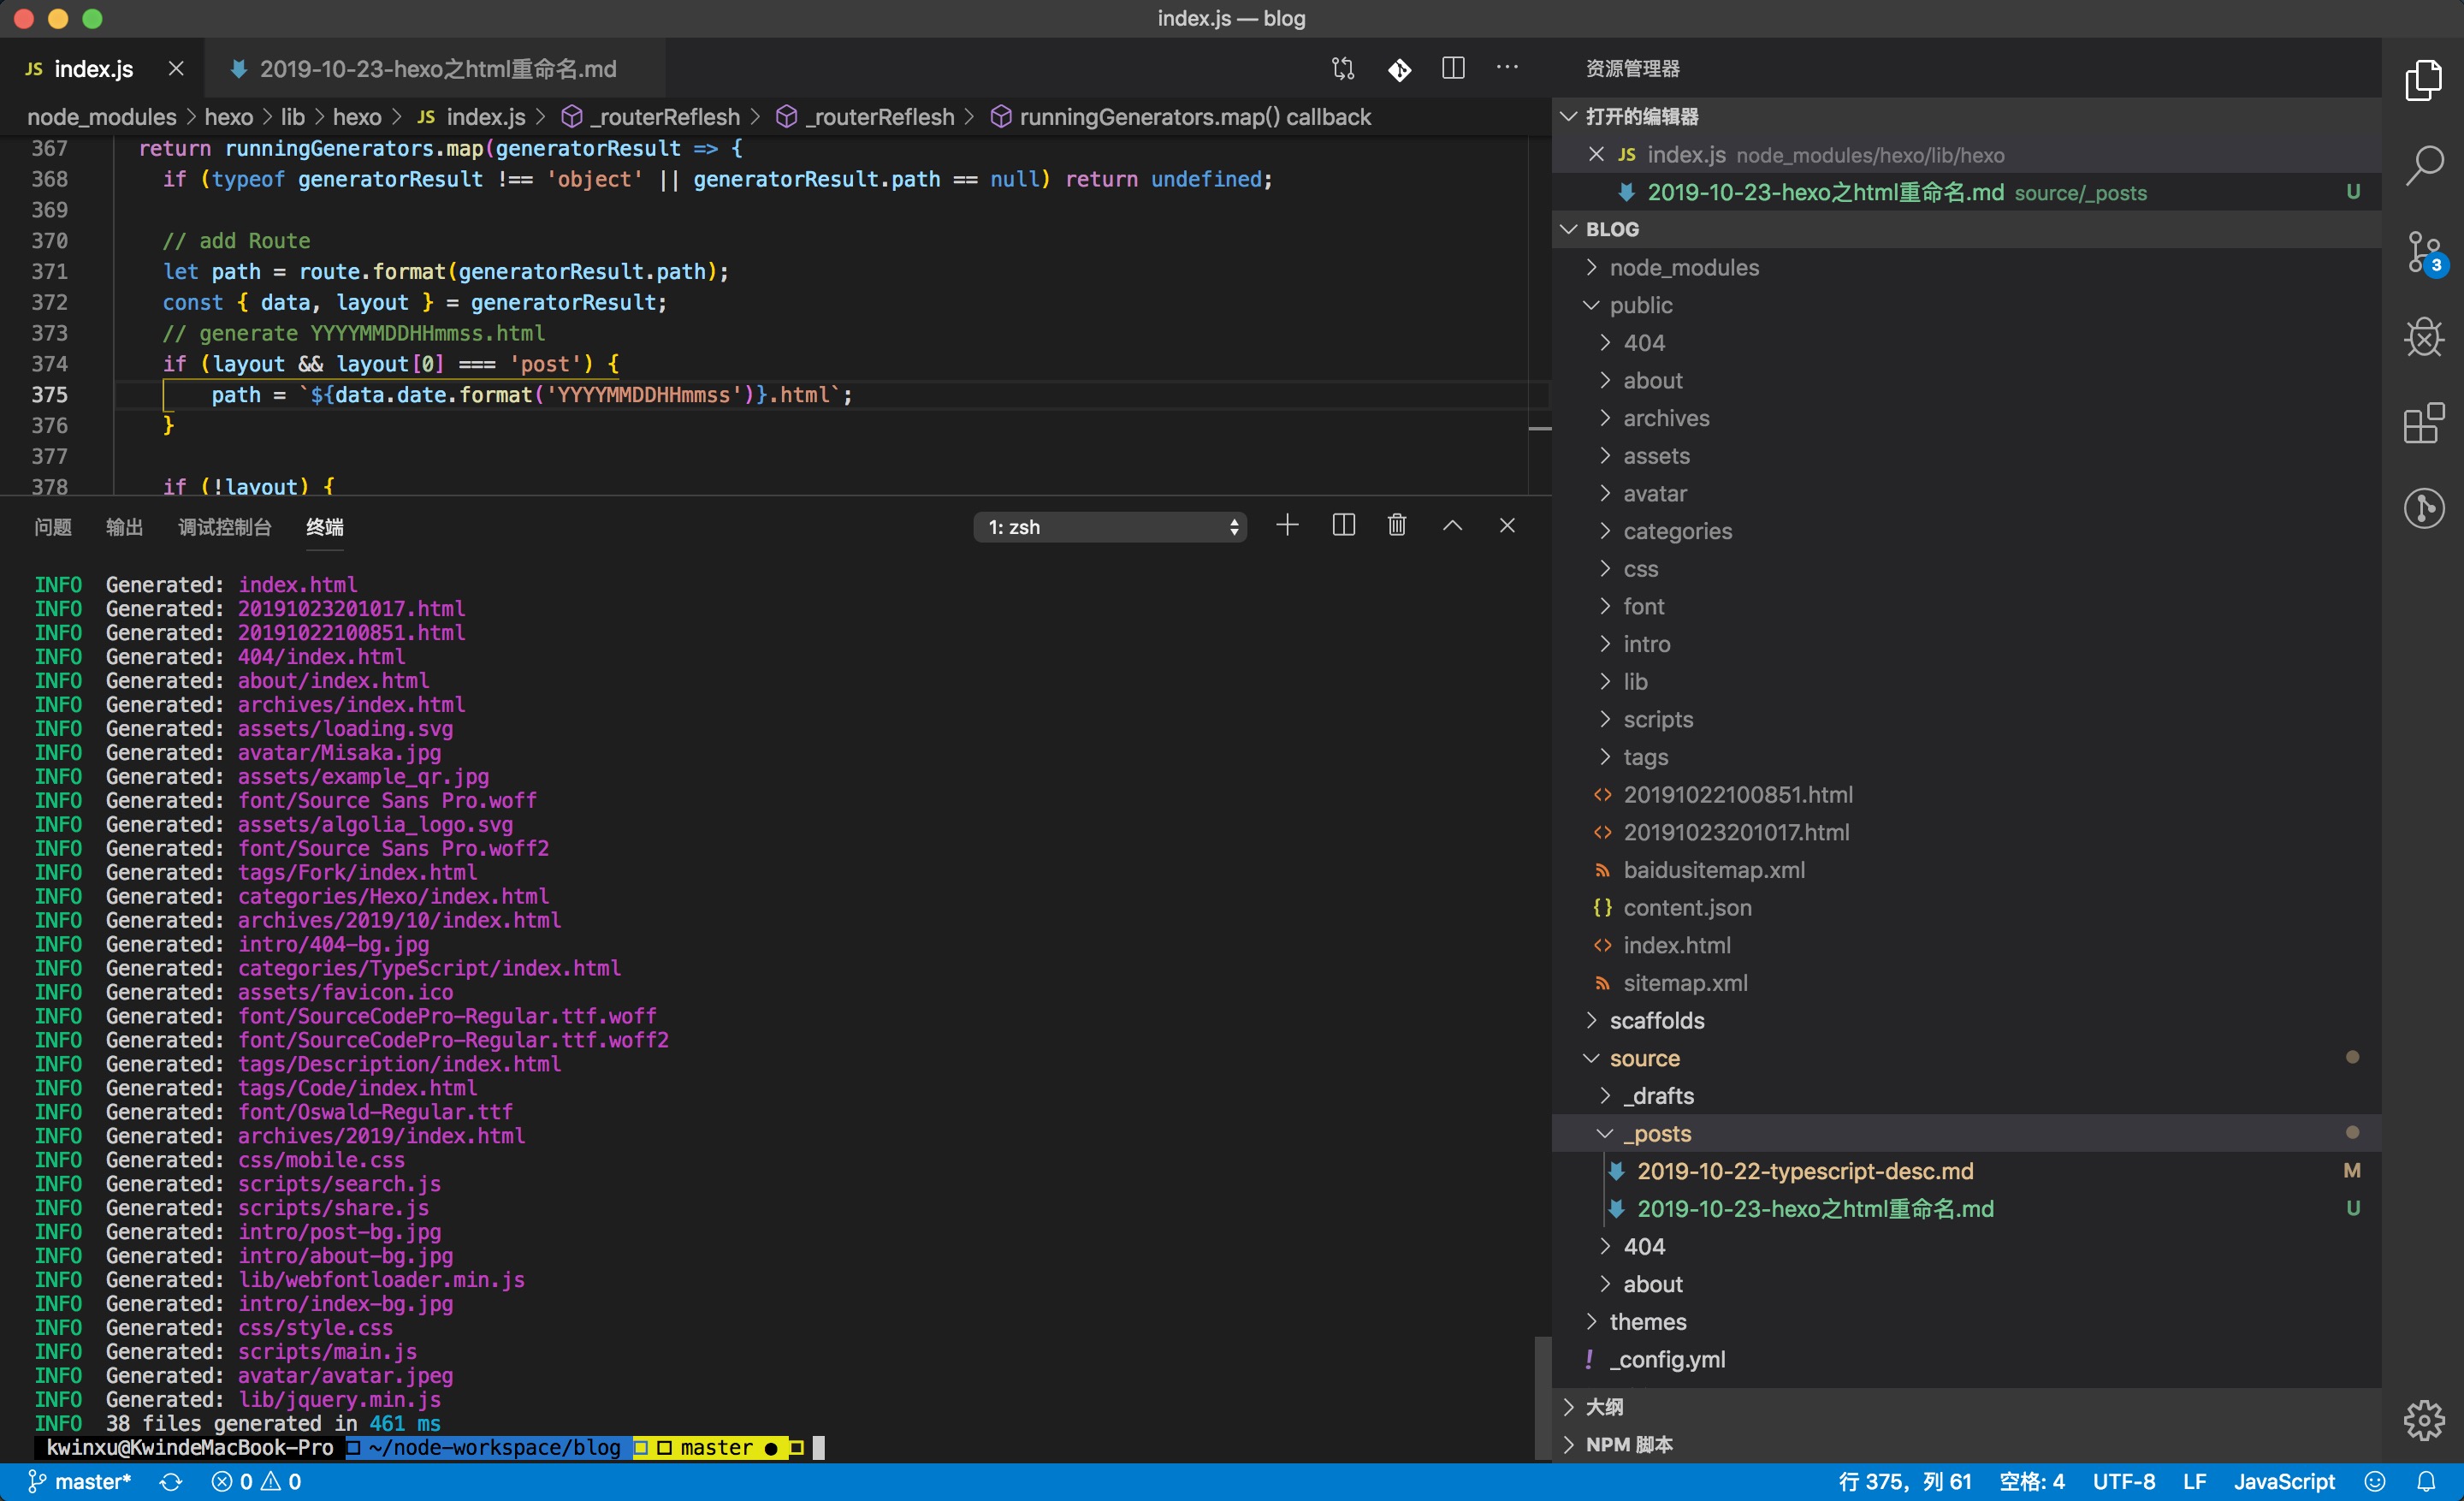 index.js — blog
JS index.js
2019-10-23-hexo之html重命名.md
node_modules > hexo > lib > hexo > JS index.js > _routerReflesh > _routerReflesh > runningGenerators.map() callback
367 return runningGenerators.map(generatorResult => {
368 if (typeof generatorResult !== 'object' || generatorResult.path == null) return undefined;
369
370 // add Route
371 let path = route.format(generatorResult.path);
372 const { data, layout } = generatorResult;
373 // generate YYYYMMDDHHmmss.html
374 if (layout && layout[0] === 'post') {
375 path = `${data.date.format('YYYYMMDDHHmmss')}.html`;
376 }
377
378 if (!layout) {
问题 输出 调试控制台 终端
1: zsh
INFO Generated: index.html
INFO Generated: 20191023201017.html
INFO Generated: 20191022100851.html
INFO Generated: 404/index.html
INFO Generated: about/index.html
INFO Generated: archives/index.html
INFO Generated: assets/loading.svg
INFO Generated: avatar/Misaka.jpg
INFO Generated: assets/example_qr.jpg
INFO Generated: font/Source Sans Pro.woff
INFO Generated: assets/algolia_logo.svg
INFO Generated: font/Source Sans Pro.woff2
INFO Generated: tags/Fork/index.html
INFO Generated: categories/Hexo/index.html
INFO Generated: archives/2019/10/index.html
INFO Generated: intro/404-bg.jpg
INFO Generated: categories/TypeScript/index.html
INFO Generated: assets/favicon.ico
INFO Generated: font/SourceCodePro-Regular.ttf.woff
INFO Generated: font/SourceCodePro-Regular.ttf.woff2
INFO Generated: tags/Description/index.html
INFO Generated: tags/Code/index.html
INFO Generated: font/Oswald-Regular.ttf
INFO Generated: archives/2019/index.html
INFO Generated: css/mobile.css
INFO Generated: scripts/search.js
INFO Generated: scripts/share.js
INFO Generated: intro/post-bg.jpg
INFO Generated: intro/about-bg.jpg
INFO Generated: lib/webfontloader.min.js
INFO Generated: intro/index-bg.jpg
INFO Generated: css/style.css
INFO Generated: scripts/main.js
INFO Generated: avatar/avatar.jpeg
INFO Generated: lib/jquery.min.js
INFO 38 files generated in 461 ms
kwinxu@KwindeMacBook-Pro ~/node-workspace/blog master ●
资源管理器
打开的编辑器
JS index.js node_modules/hexo/lib/hexo
2019-10-23-hexo之html重命名.md source/_posts U
BLOG
node_modules
public
404
about
archives
assets
avatar
categories
css
font
intro
lib
scripts
tags
20191022100851.html
20191023201017.html
baidusitemap.xml
{} content.json
index.html
sitemap.xml
scaffolds
source
_drafts
_posts
2019-10-22-typescript-desc.md M
2019-10-23-hexo之html重命名.md U
404
about
themes
! _config.yml
大纲
NPM 脚本
3
master* 0 0
行 375，列 61 空格: 4 UTF-8 LF JavaScript